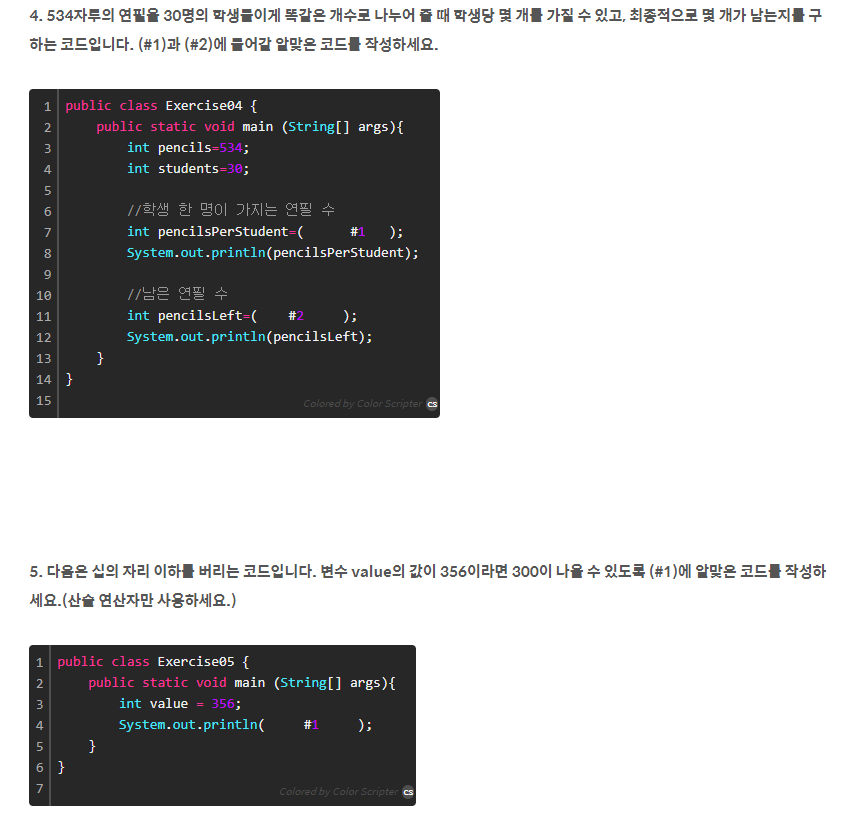 4. 534자루의 연필을 30명의 학생들이게 똑같은 개수로 나누어 줄 때 학생당 몇 개를 가질 수 있고, 최종적으로 몇 개가 남는지를 구
하는 코드입니다. (#1)과 (#2)에 들어갈 알맞은 코드를 작성하세요.
1 public class Exercise04 {
2     public static void main (String[] args){
3         int pencils=534;
4         int students=30;
5
6         //학생 한 명이 가지는 연필 수
7         int pencilsPerStudent=(      #1   );
8         System.out.println(pencilsPerStudent);
9
10         //남은 연필 수
11         int pencilsLeft=(    #2     );
12         System.out.println(pencilsLeft);
13     }
14 }
15
Colored by Color Scripter cs
5. 다음은 십의 자리 이하를 버리는 코드입니다. 변수 value의 값이 356이라면 300이 나올 수 있도록 (#1)에 알맞은 코드를 작성하
세요.(산술 연산자만 사용하세요.)
1 public class Exercise05 {
2     public static void main (String[] args){
3         int value = 356;
4         System.out.println(     #1     );
5     }
6 }
7
Colored by Color Scripter cs